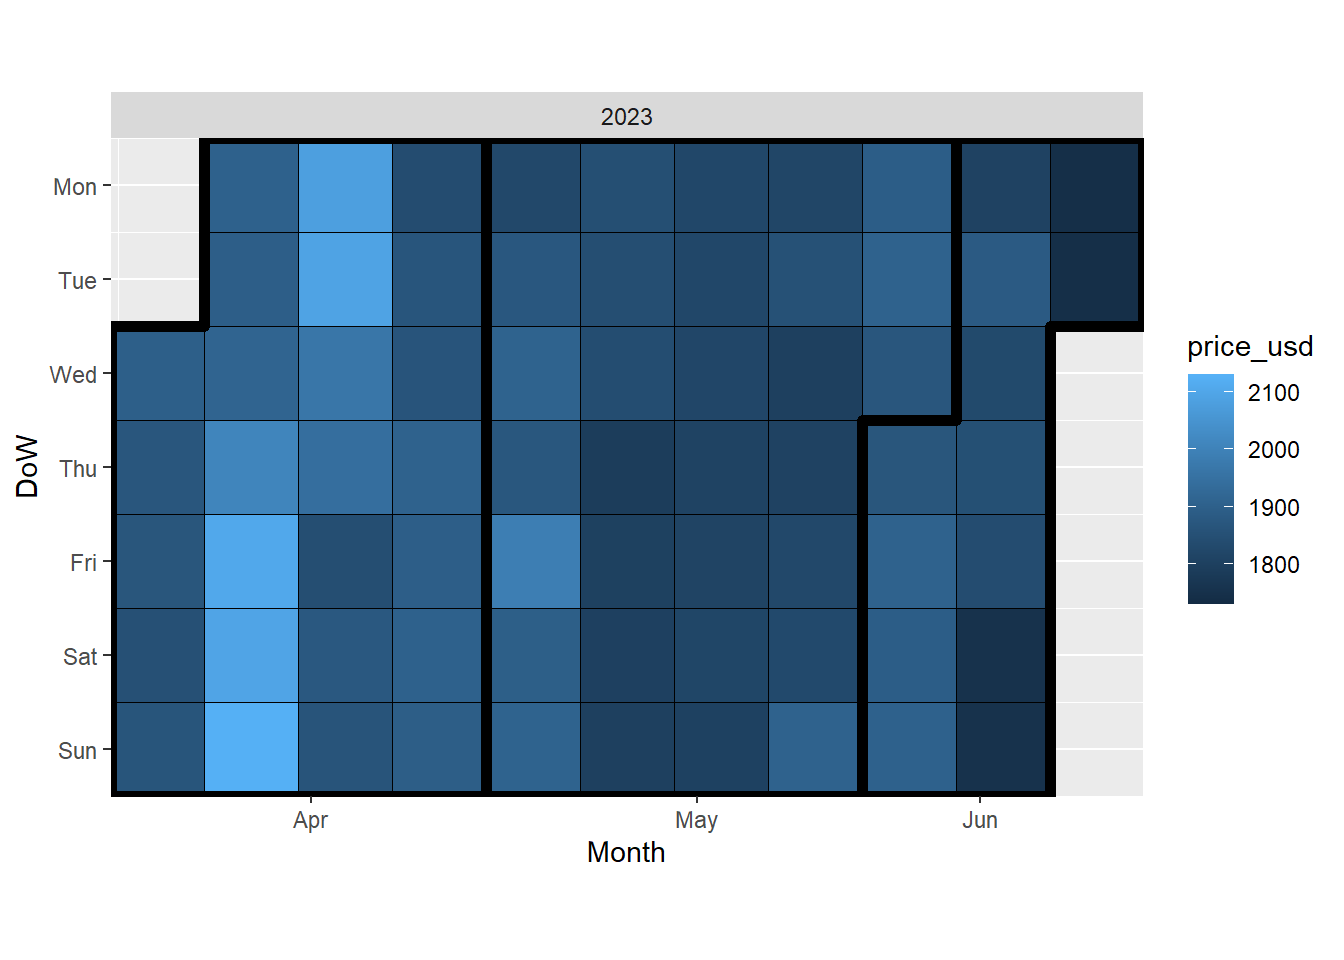 2023
Mon
Tue
Wed
Thu
Fri
Sat
Sun
DoW
Apr
May
Jun
Month
price_usd
2100
2000
1900
1800